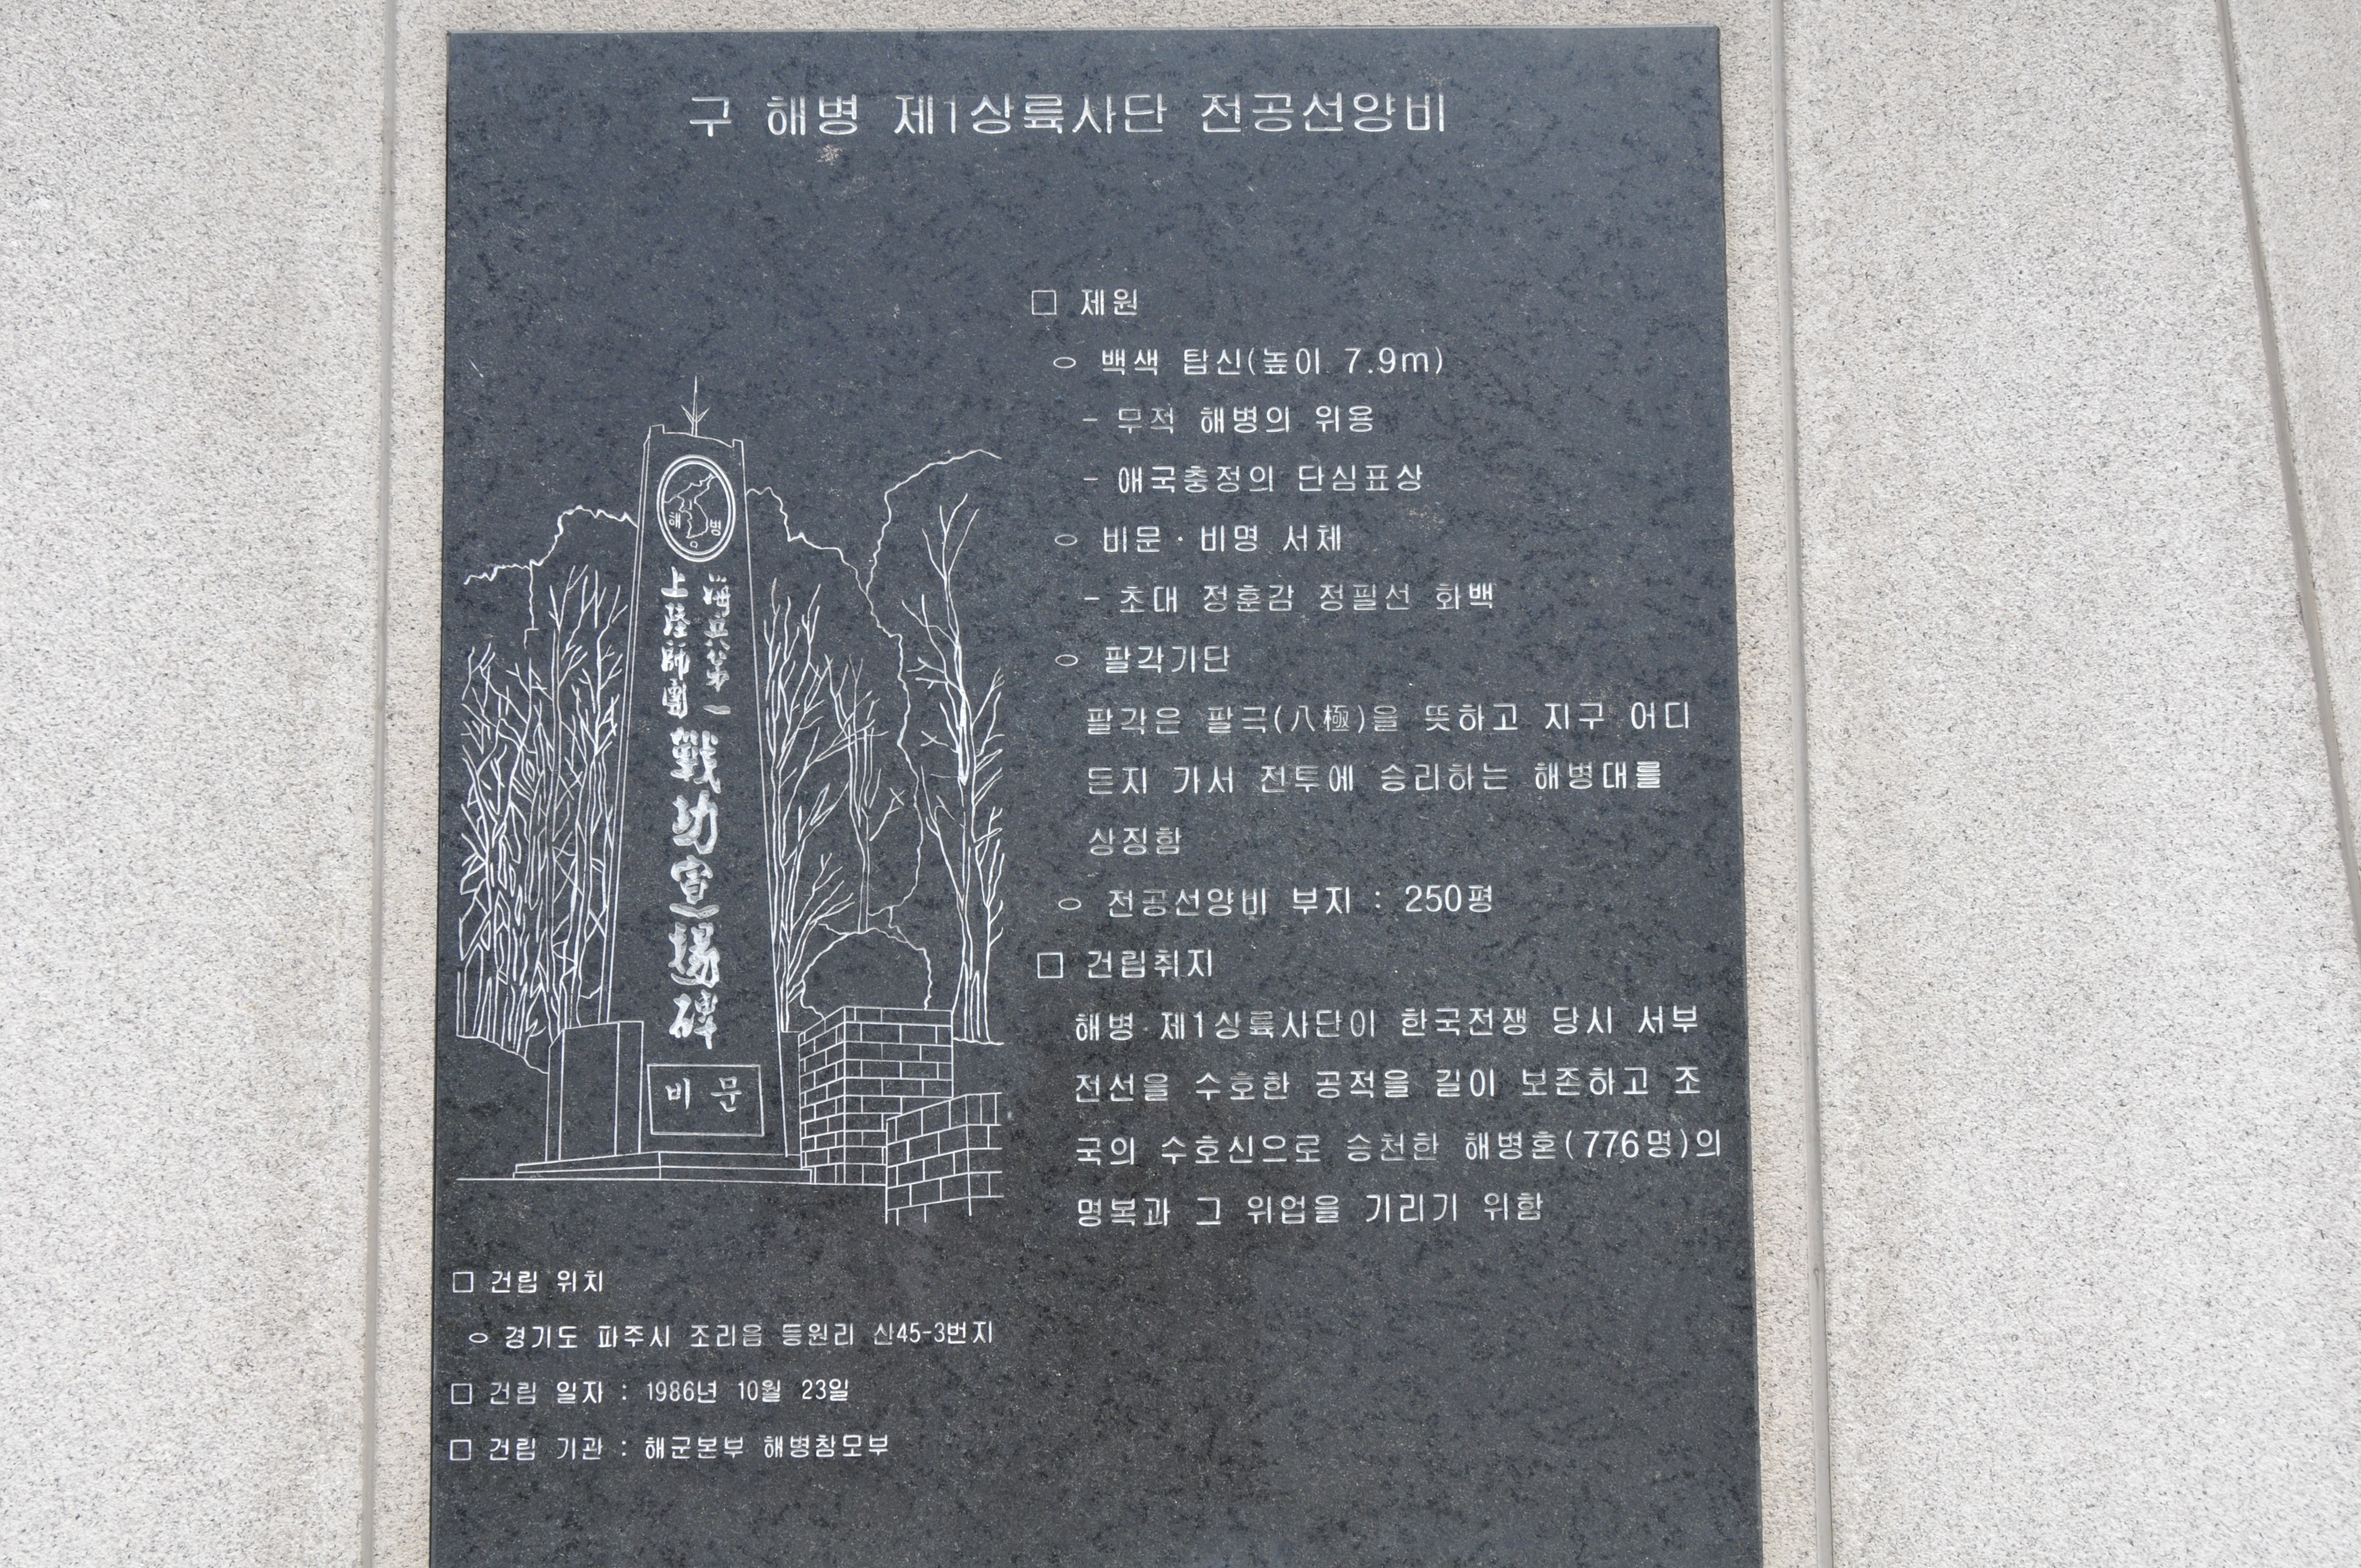 구 해병 제1상륙사단 전공선양비
해 병
海兵第一
上陸師團
戰功宣揚碑
비 문
□ 건립 위치
○ 경기도 파주시 조리읍 등원리 산45-3번지
□ 건립 일자 : 1986년 10월 23일
□ 건립 기관 : 해군본부 해병참모부
□ 제원
○ 백색 탑신(높이 7.9m)
- 무적 해병의 위용
- 애국충정의 단심표상
○ 비문·비명 서체
- 초대 정훈감 정필선 화백
○ 팔각기단
팔각은 팔극(八極)을 뜻하고 지구 어디
든지 가서 전투에 승리하는 해병대를
상징함
○ 전공선양비 부지 : 250평
□ 건립취지
해병 제1상륙사단이 한국전쟁 당시 서부
전선을 수호한 공적을 길이 보존하고 조
국의 수호신으로 승천한 해병혼(776명)의
명복과 그 위업을 기리기 위함